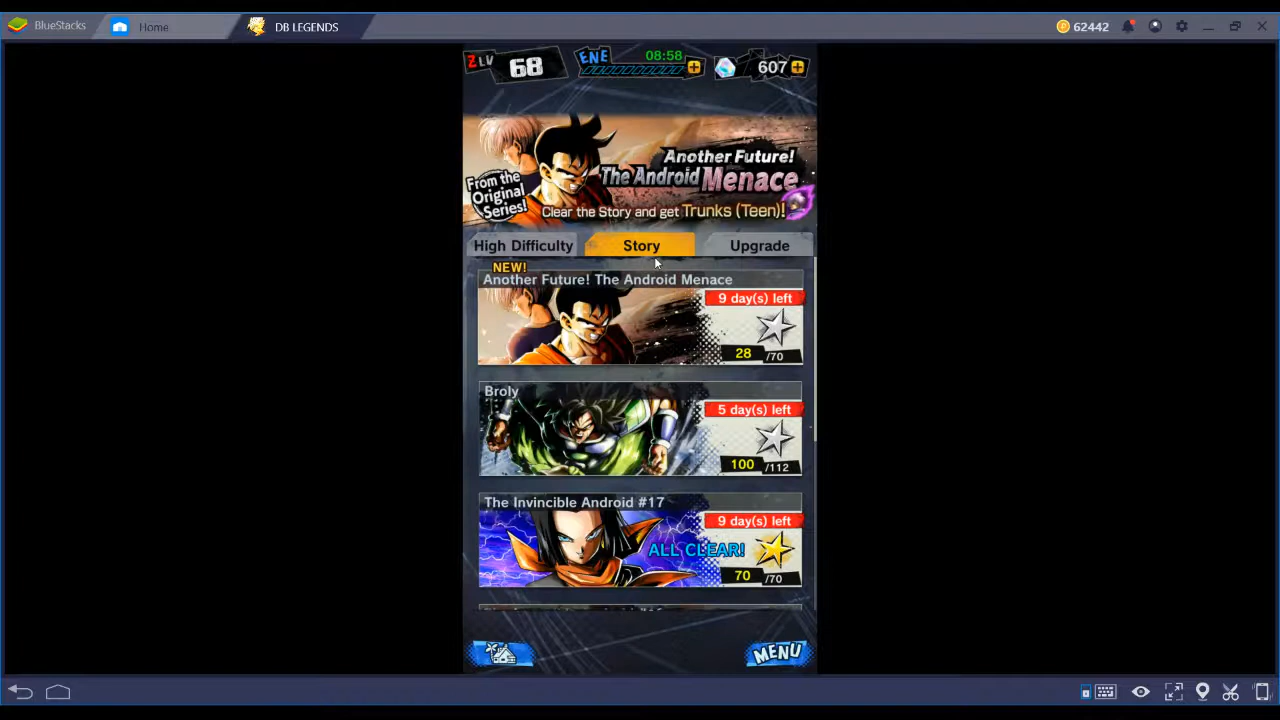 BlueStacks
Home
DB LEGENDS
62442
Z LV 68
ENE
08:58
607
From the
Original
Series!
Another Future!
The Android Menace
Clear the Story and get Trunks (Teen)!
High Difficulty
Story
Upgrade
NEW!
Another Future! The Android Menace
9 day(s) left
28 /70
Broly
5 day(s) left
100 /112
The Invincible Android #17
9 day(s) left
ALL CLEAR!
70 /70
MENU